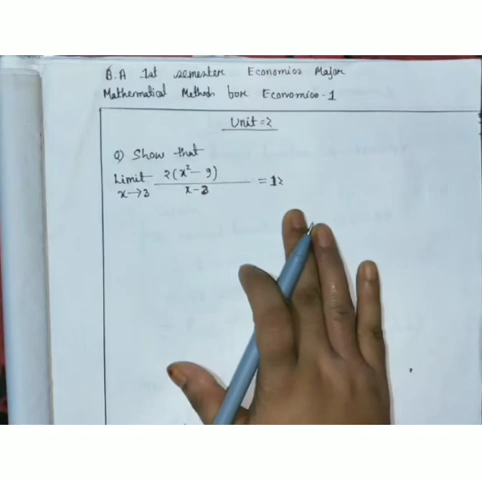 B.A 1st semester Economics Major
Mathematical Methods for Economics-1
Unit=2
Q) Show that
Limit 2(x²-9) = 12
x→3 x-3